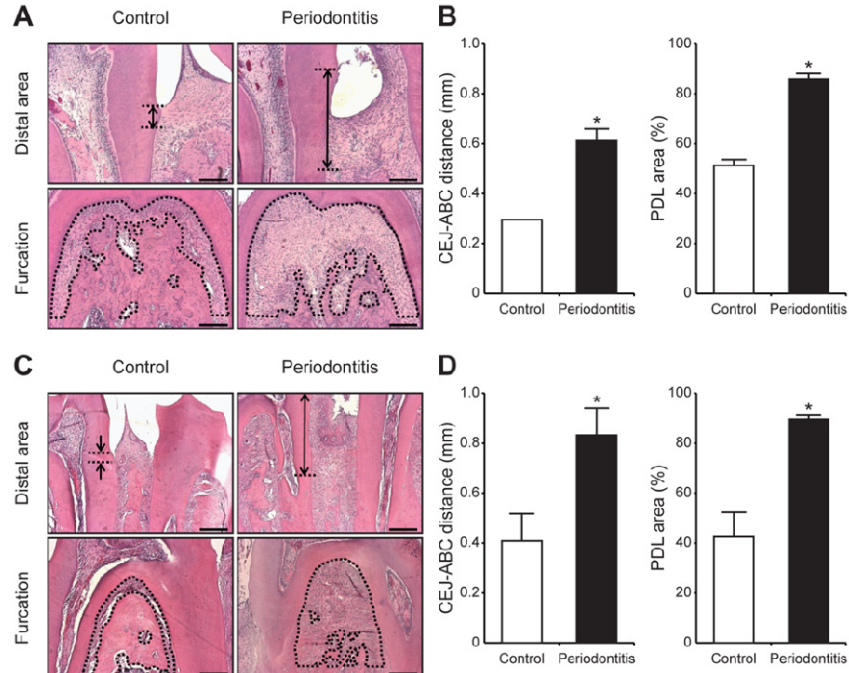 A
Control
Periodontitis
Distal area
Furcation
B
CEJ-ABC distance (mm)
1.0
0.8
0.6
0.4
0.2
0
*
Control
Periodontitis
PDL area (%)
100
80
60
40
20
0
*
Control
Periodontitis
C
Control
Periodontitis
Distal area
Furcation
D
CEJ-ABC distance (mm)
1.0
0.8
0.6
0.4
0.2
0
*
Control
Periodontitis
PDL area (%)
100
80
60
40
20
0
*
Control
Periodontitis